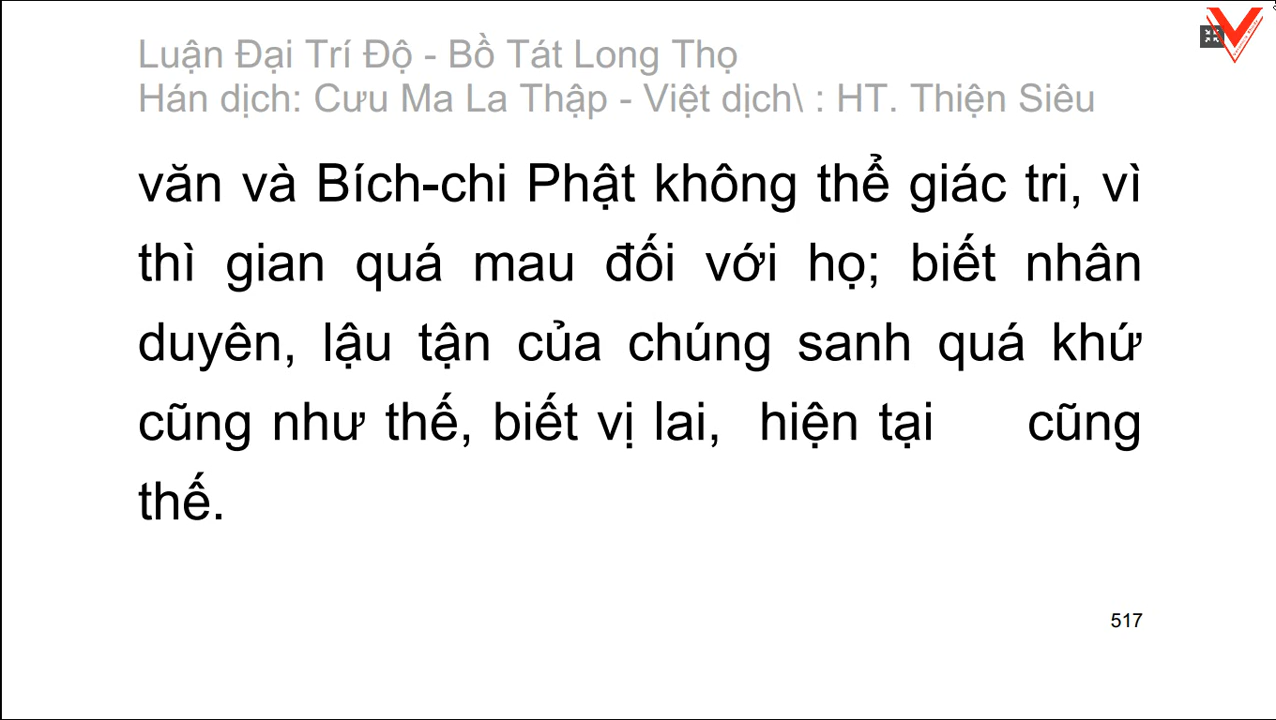 Luận Đại Trí Độ - Bồ Tát Long Thọ
Hán dịch: Cưu Ma La Thập - Việt dịch\ : HT. Thiện Siêu
văn và Bích-chi Phật không thể giác tri, vì
thì gian quá mau đối với họ; biết nhân
duyên, lậu tận của chúng sanh quá khứ
cũng như thế, biết vị lai, hiện tại cũng
thế.
517